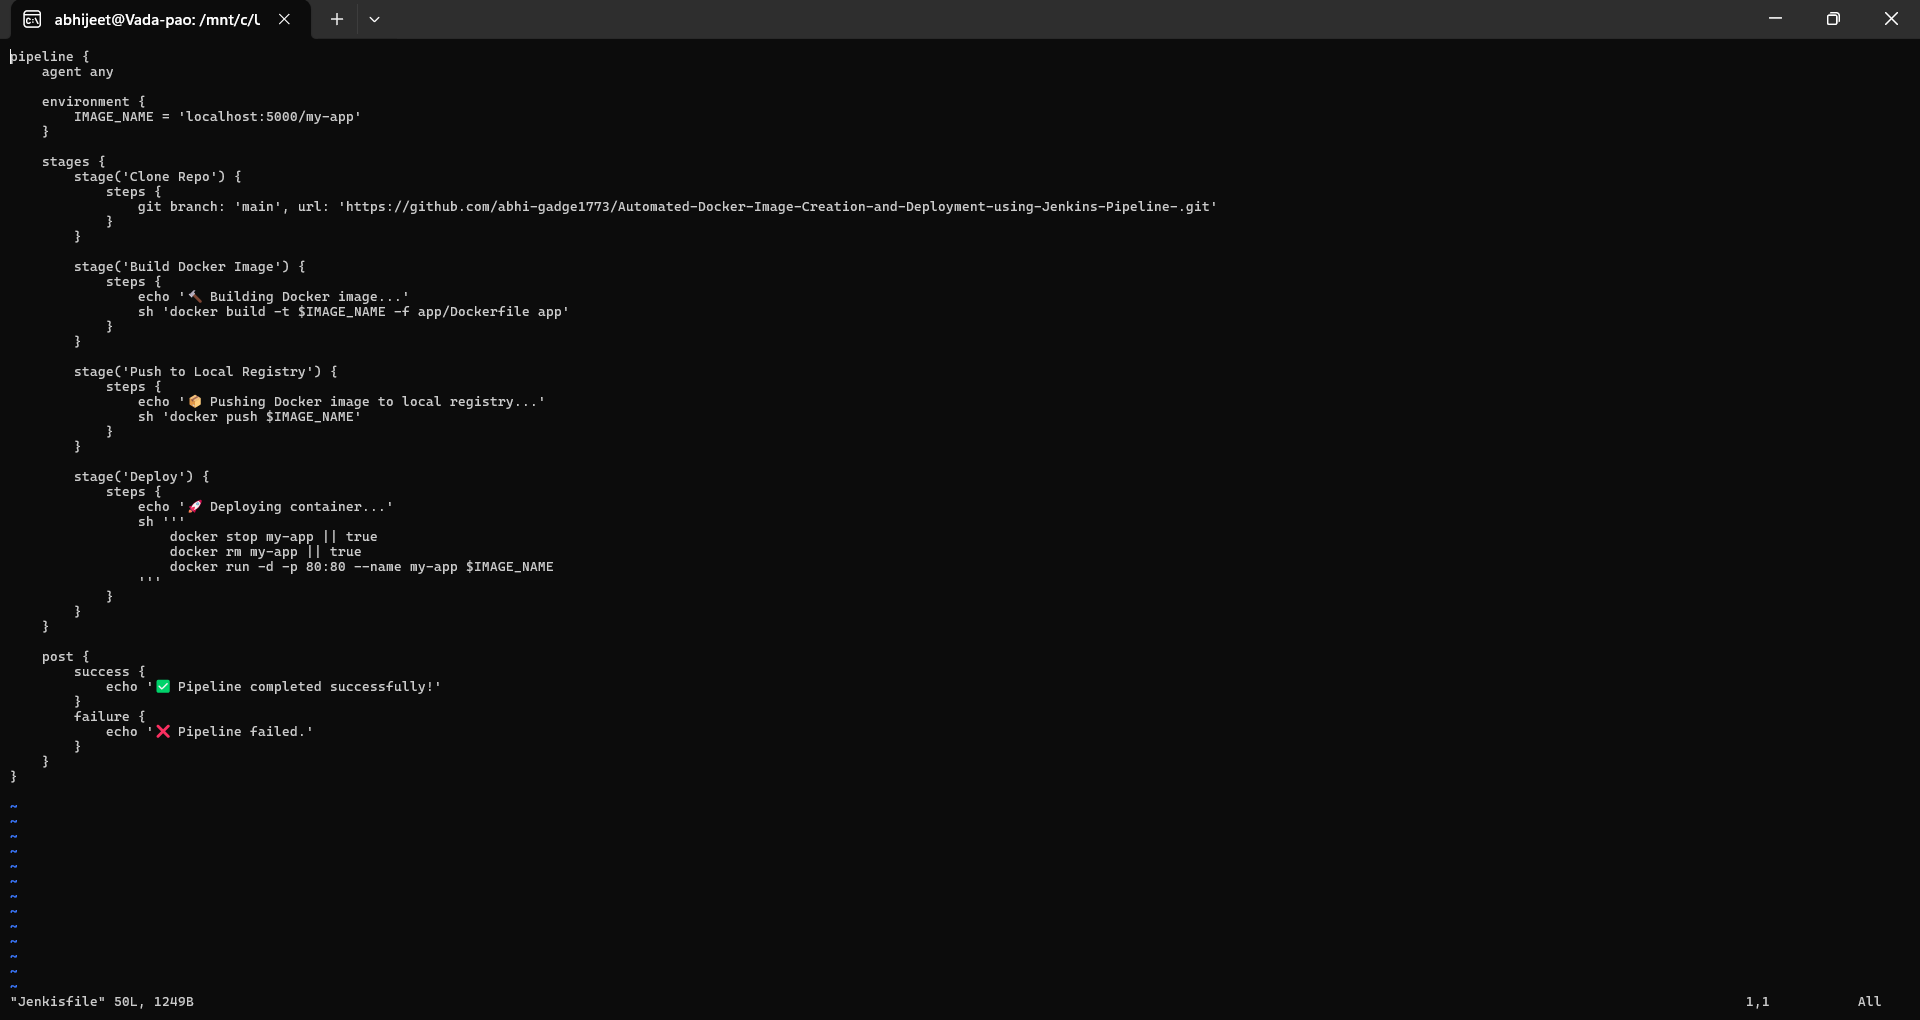 abhijeet@Vada-pao: /mnt/c/U
pipeline {
    agent any

    environment {
        IMAGE_NAME = 'localhost:5000/my-app'
    }

    stages {
        stage('Clone Repo') {
            steps {
                git branch: 'main', url: 'https://github.com/abhi-gadge1773/Automated-Docker-Image-Creation-and-Deployment-using-Jenkins-Pipeline-.git'
            }
        }

        stage('Build Docker Image') {
            steps {
                echo '🔨 Building Docker image...'
                sh 'docker build -t $IMAGE_NAME -f app/Dockerfile app'
            }
        }

        stage('Push to Local Registry') {
            steps {
                echo '📦 Pushing Docker image to local registry...'
                sh 'docker push $IMAGE_NAME'
            }
        }

        stage('Deploy') {
            steps {
                echo '🚀 Deploying container...'
                sh '''
                    docker stop my-app || true
                    docker rm my-app || true
                    docker run -d -p 80:80 --name my-app $IMAGE_NAME
                '''
            }
        }
    }

    post {
        success {
            echo '✅ Pipeline completed successfully!'
        }
        failure {
            echo '❌ Pipeline failed.'
        }
    }
}

~
~
~
~
~
~
~
~
~
~
~
~
~
"Jenkisfile" 50L, 1249B 1,1 All